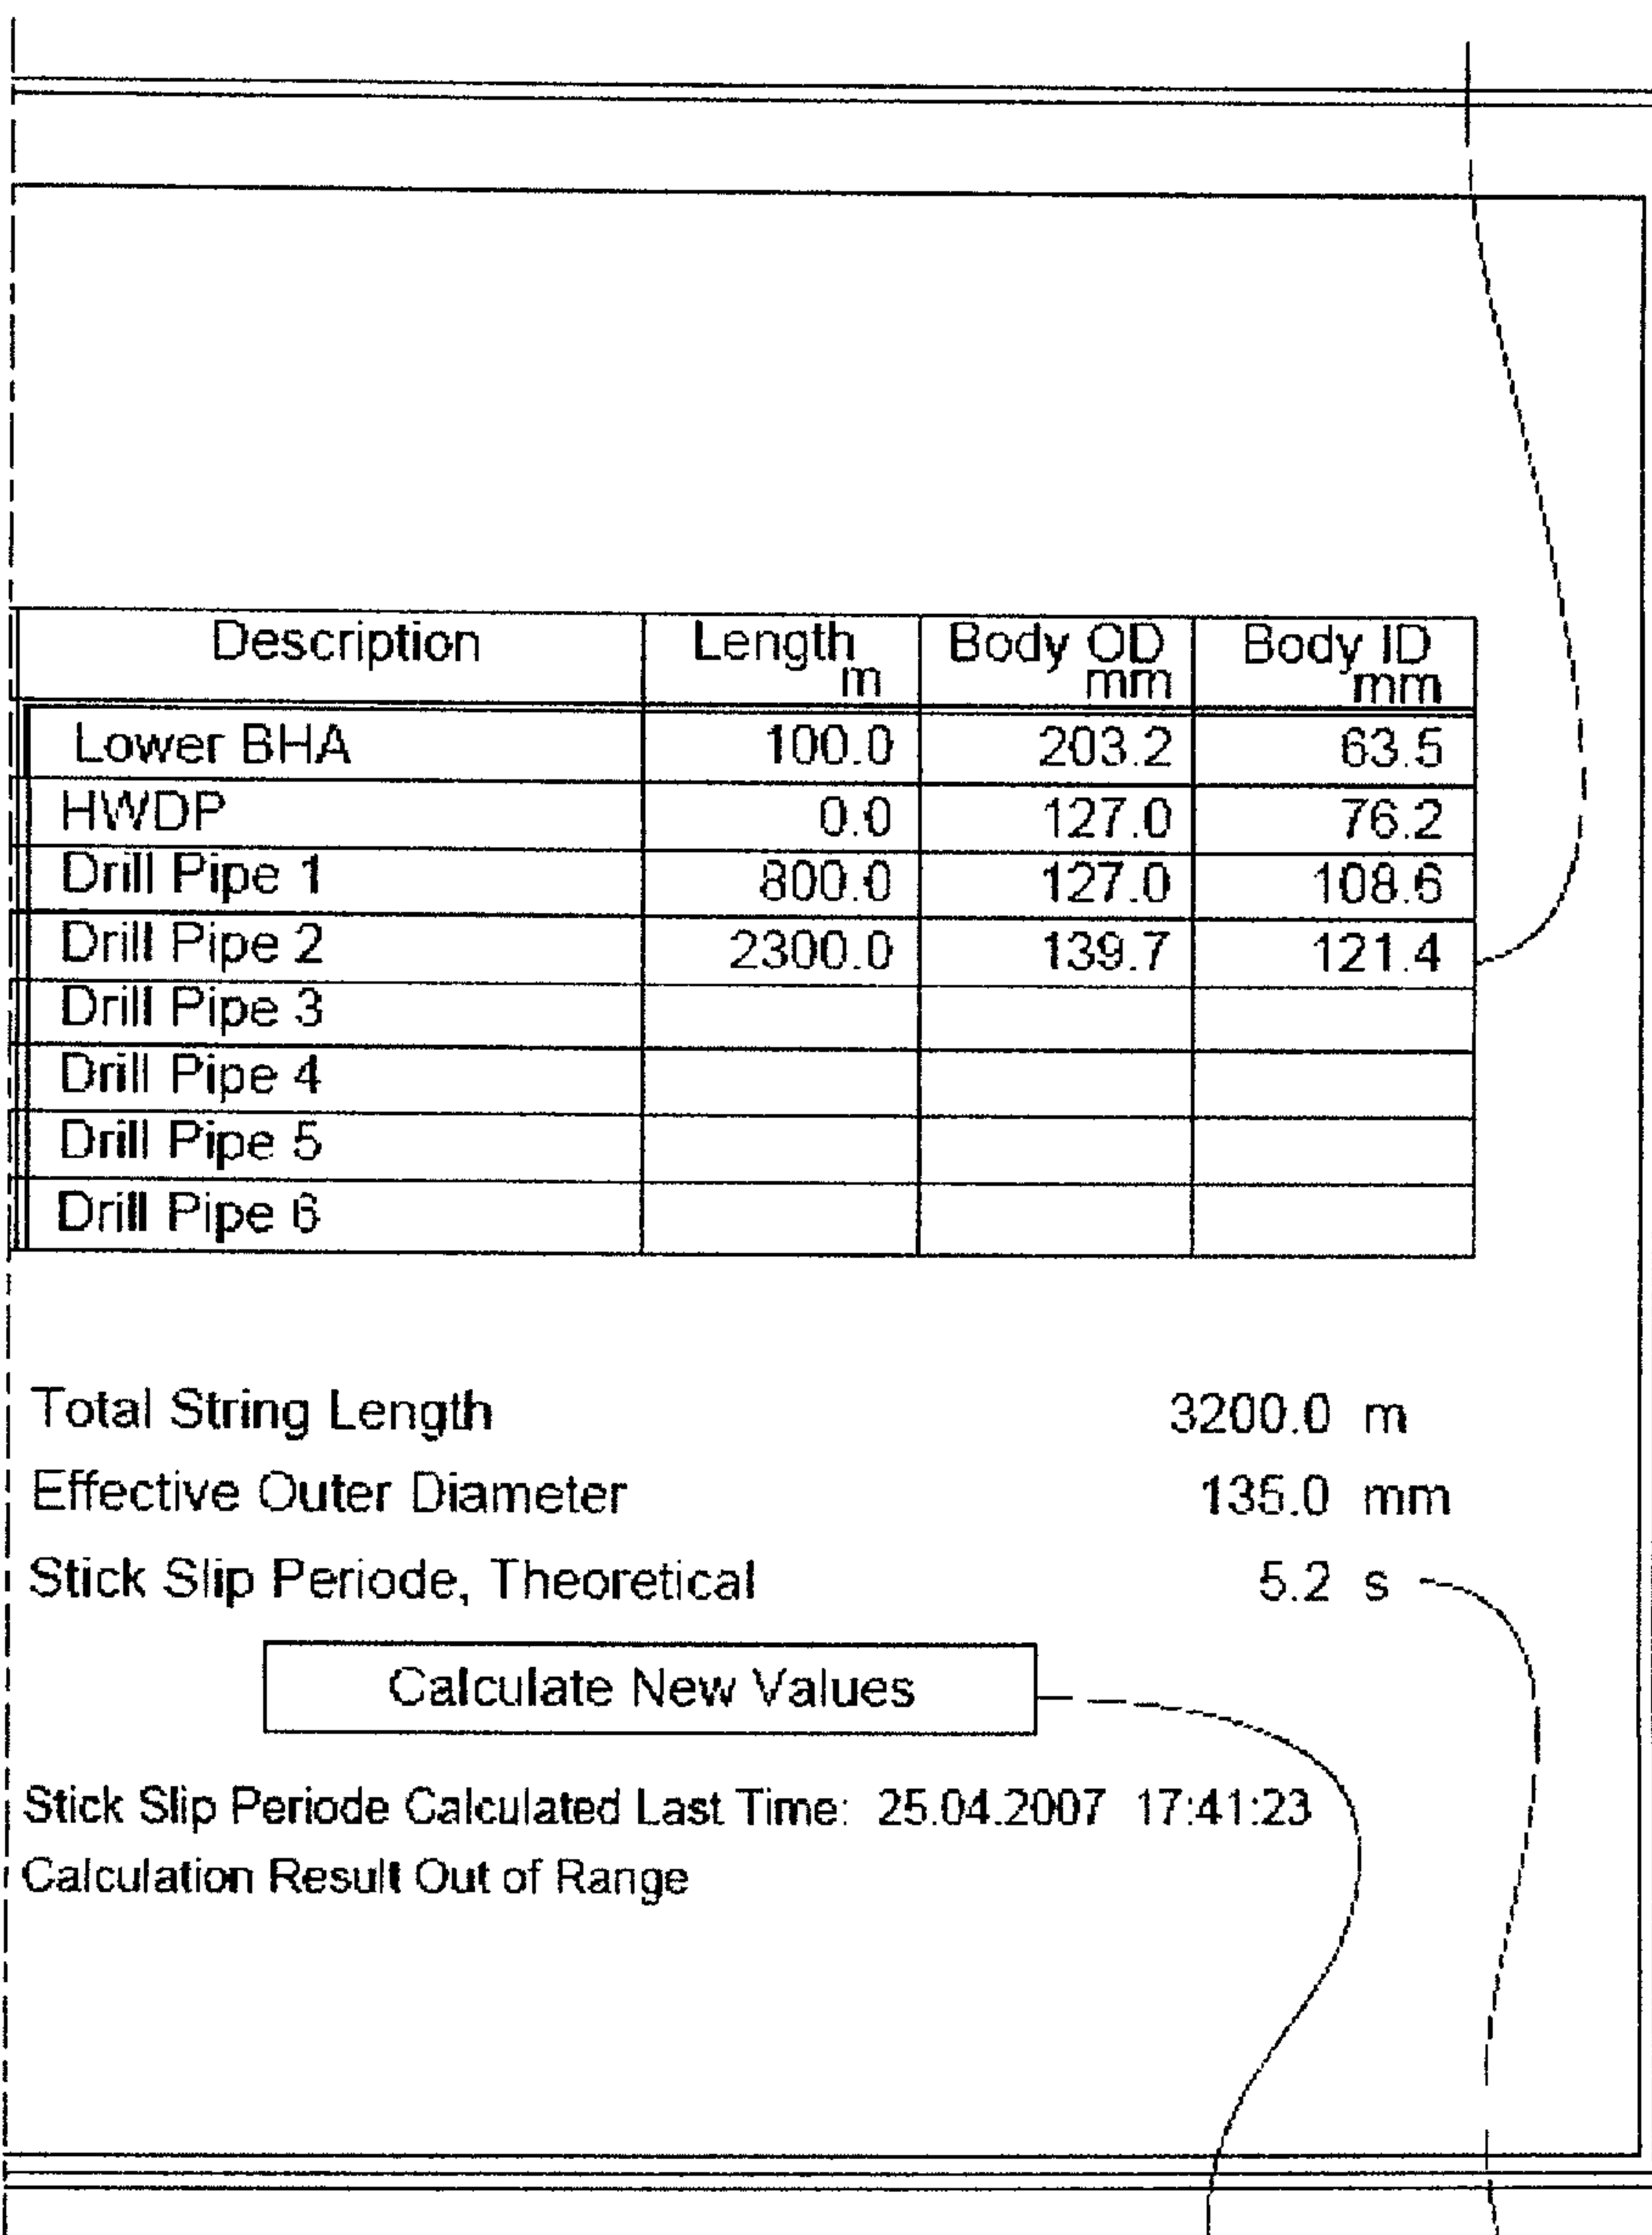 Description Length m Body OD mm Body ID mm
Lower BHA 100.0 203.2 63.5
HWDP 0.0 127.0 76.2
Drill Pipe 1 800.0 127.0 108.6
Drill Pipe 2 2300.0 139.7 121.4
Drill Pipe 3
Drill Pipe 4
Drill Pipe 5
Drill Pipe 6
Total String Length 3200.0 m
Effective Outer Diameter 135.0 mm
Stick Slip Periode, Theoretical 5.2 s
Calculate New Values
Stick Slip Periode Calculated Last Time: 25.04.2007 17:41:23
Calculation Result Out of Range